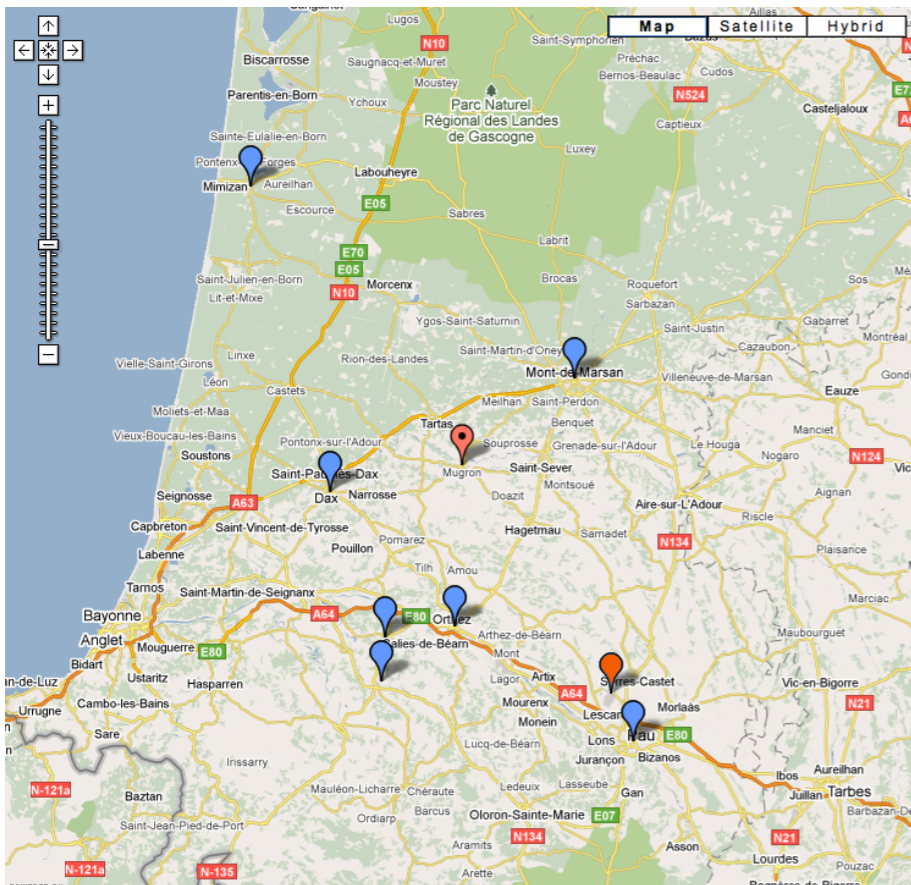 Lugos
N10
Map
Satellite
Hybrid
Saint-Symphorien
Biscarrosse
Saugnacq-et-Muret
Moustey
Préchac
Bernos-Beaulac
Cudos
Parentis-en-Born
Ychoux
Parc Naturel
Régional des Landes
de Gascogne
N524
Casteljaloux
Captieux
Sainte-Eulalie-en-Born
Luxey
Pontenx
Forges
Mimizan
Aureilhan
Labouheyre
Escource
E05
Sabres
Labrit
E70
E05
Saint-Julien-en-Born
Lit-et-Mixe
N10
Morcenx
Brocas
Roquefort
Sos
Sarbazan
Ygos-Saint-Saturnin
Saint-Justin
Gabarret
Montréal
Cazaubon
Vielle-Saint-Girons
Linxe
Rion-des-Landes
Saint-Martin-d'Oney
Mont-de-Marsan
Villeneuve-de-Marsan
Léon
Castets
Meilhan
Saint-Perdon
Eauze
Moliets-et-Maa
Tartas
Benquet
Manciet
Vieux-Boucau-les-Bains
Pontonx-sur-l'Adour
Souprosse
Grenade-sur-l'Adour
Le Houga
Nogaro
N124
Soustons
Saint-Paul-lès-Dax
Mugron
Saint-Sever
Montsoué
Seignosse
A63
Dax
Narrosse
Doazit
Aire-sur-L'Adour
Aignan
Riscle
Capbreton
Saint-Vincent-de-Tyrosse
Hagetmau
Samadet
N134
Labenne
Pouillon
Pomarez
Plaisance
Tilh
Amou
Tarnos
Saint-Martin-de-Seignanx
Marciac
Bayonne
A64
E80
Orthez
Anglet
Mouguerre
E80
Salies-de-Béarn
Arthez-de-Béarn
Maubourguet
Bidart
Mont
Ustaritz
Hasparren
Lagor
Artix
Serres-Castet
Vic-en-Bigorre
A64
Urrugne
Cambo-les-Bains
Mourenx
Lescar
Morlaàs
N21
Sare
Monein
Lons
Pau
E80
Lucq-de-Béarn
Jurançon
Bizanos
Irissarry
Ibos
Aureilhan
N-121a
Baztan
Mauléon-Licharre
Chéraute
Ledeuix
Lasseube
Gan
Juillan
Tarbes
Barcus
Ordiarp
Oloron-Sainte-Marie
E07
Saint-Jean-Pied-de-Port
N134
N21
Aramits
Asson
N-121a
N-135
Arette
Lourdes
Pouzac